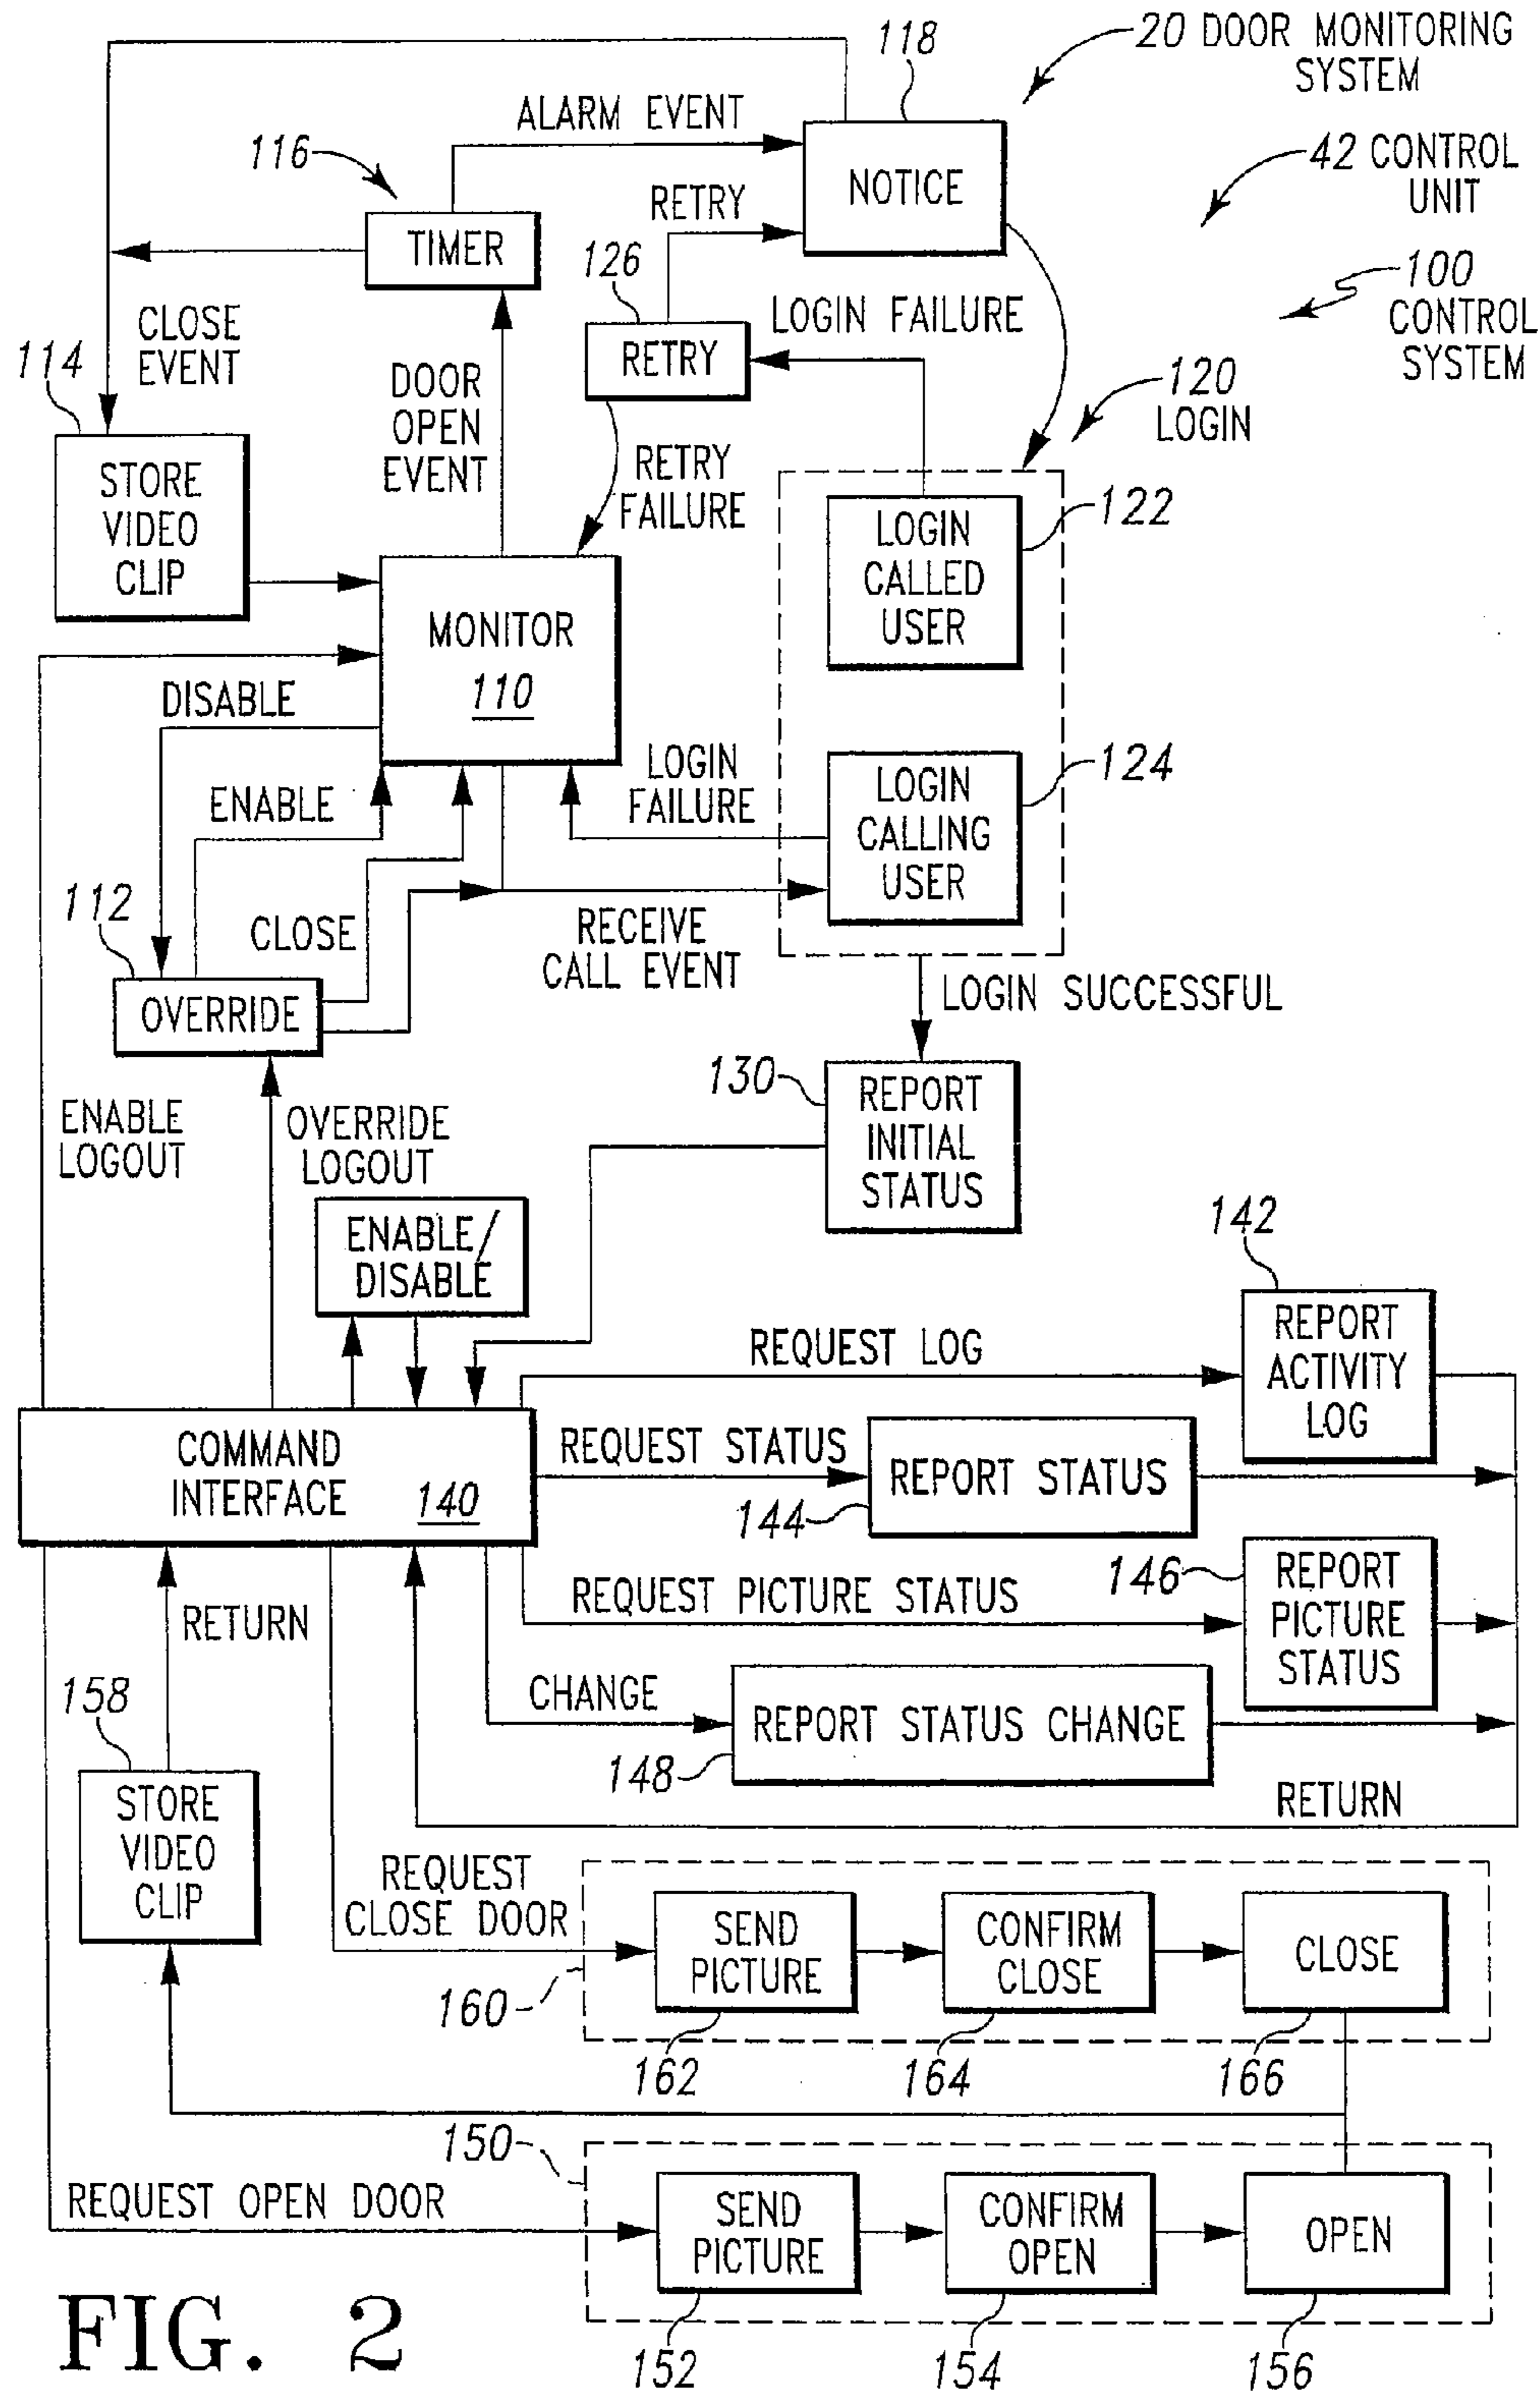 118
20 DOOR MONITORING
SYSTEM
ALARM EVENT
116
42 CONTROL
UNIT
NOTICE
RETRY
TIMER
126
100
CONTROL
SYSTEM
CLOSE
EVENT
LOGIN FAILURE
114
RETRY
DOOR
OPEN
EVENT
120
LOGIN
RETRY
FAILURE
STORE
VIDEO
CLIP
LOGIN
CALLED
USER
122
MONITOR
110
DISABLE
ENABLE
LOGIN
FAILURE
LOGIN
CALLING
USER
124
112
CLOSE
RECEIVE
CALL EVENT
OVERRIDE
LOGIN SUCCESSFUL
130
REPORT
INITIAL
STATUS
ENABLE
LOGOUT
OVERRIDE
LOGOUT
ENABLE/
DISABLE
142
REPORT
ACTIVITY
LOG
REQUEST LOG
COMMAND
INTERFACE 140
REQUEST STATUS
REPORT STATUS
144
REQUEST PICTURE STATUS
146
REPORT
PICTURE
STATUS
RETURN
CHANGE
REPORT STATUS CHANGE
148
158
STORE
VIDEO
CLIP
RETURN
REQUEST
CLOSE DOOR
SEND
PICTURE
CONFIRM
CLOSE
CLOSE
160
162
164
166
150
REQUEST OPEN DOOR
SEND
PICTURE
CONFIRM
OPEN
OPEN
152
154
156
FIG. 2